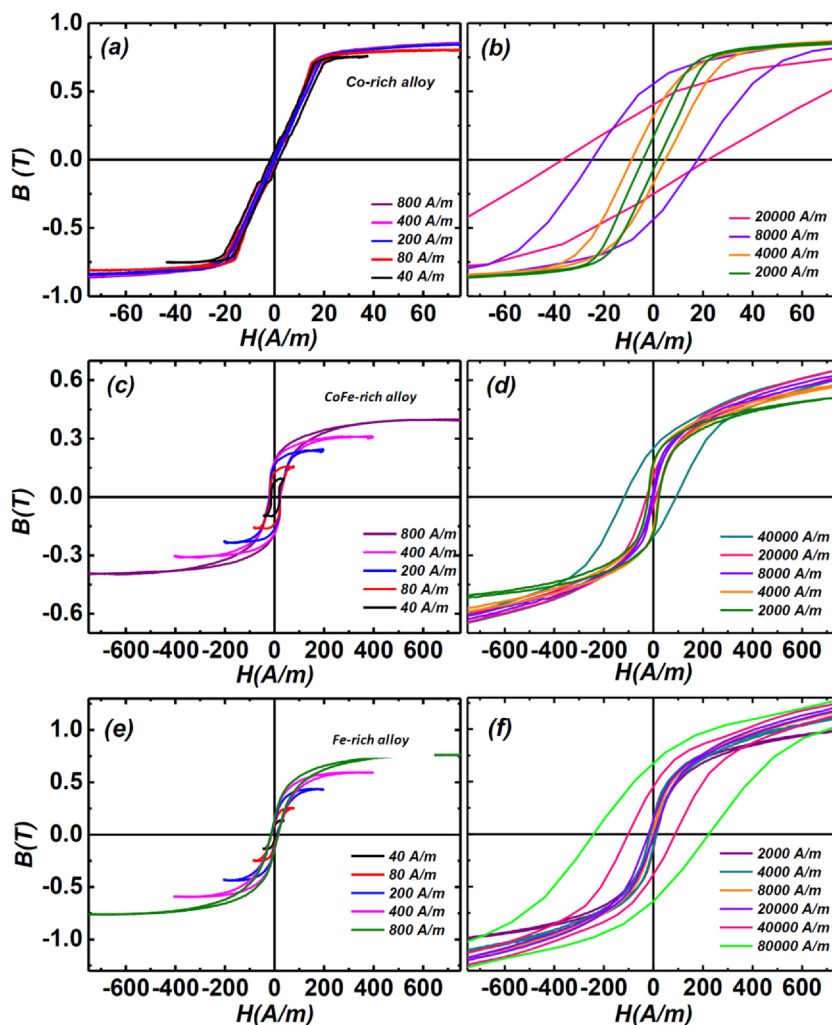 (a)
Co-rich alloy
B (T)
1.0
0.5
0.0
-0.5
-1.0
800 A/m
400 A/m
200 A/m
80 A/m
40 A/m
-60 -40 -20 0 20 40 60
H(A/m)
(b)
20000 A/m
8000 A/m
4000 A/m
2000 A/m
-60 -40 -20 0 20 40 60
H(A/m)
(c)
CoFe-rich alloy
B (T)
0.6
0.3
0.0
-0.3
-0.6
800 A/m
400 A/m
200 A/m
80 A/m
40 A/m
-600 -400 -200 0 200 400 600
H(A/m)
(d)
40000 A/m
20000 A/m
8000 A/m
4000 A/m
2000 A/m
-600 -400 -200 0 200 400 600
H(A/m)
(e)
Fe-rich alloy
B(T)
1.0
0.5
0.0
-0.5
-1.0
40 A/m
80 A/m
200 A/m
400 A/m
800 A/m
-600 -400 -200 0 200 400 600
H(A/m)
(f)
2000 A/m
4000 A/m
8000 A/m
20000 A/m
40000 A/m
80000 A/m
-600 -400 -200 0 200 400 600
H(A/m)